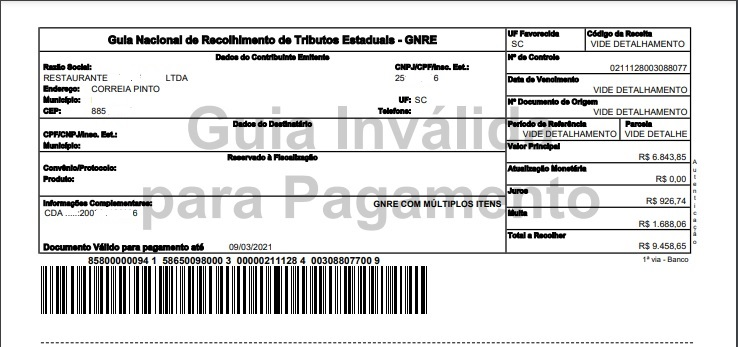 Guia Nacional de Recolhimento de Tributos Estaduais - GNRE
UF Favorecida
SC
Código da Receita
VIDE DETALHAMENTO
Dados do Contribuinte Emitente
Razão Social:
RESTAURANTE LTDA
CNPJ/CPF/Insc. Est.:
25 6
Endereço: CORREIA PINTO
Município:
UF: SC
CEP: 885
Telefone:
Nº de Controle
0211128003088077
Data de Vencimento
VIDE DETALHAMENTO
Nº Documento de Origem
VIDE DETALHAMENTO
Dados do Destinatário
CPF/CNPJ/Insc. Est.:
Município:
Período de Referência
VIDE DETALHAMENTO
Parcela
VIDE DETALHE
Reservado à Fiscalização
Convênio/Protocolo:
Produto:
Valor Principal
R$ 6.843,85
Atualização Monetária
R$ 0,00
Juros
R$ 926,74
Multa
R$ 1.688,06
Total a Recolher
R$ 9.458,65
Informações Complementares:
GNRE COM MÚLTIPLOS ITENS
CDA .....:200 6
Documento Válido para pagamento até 09/03/2021
Guia Inválida
para Pagamento
Autenticação
1ª via - Banco
85800000094 1 58650098000 3 00000211128 4 00308807700 9